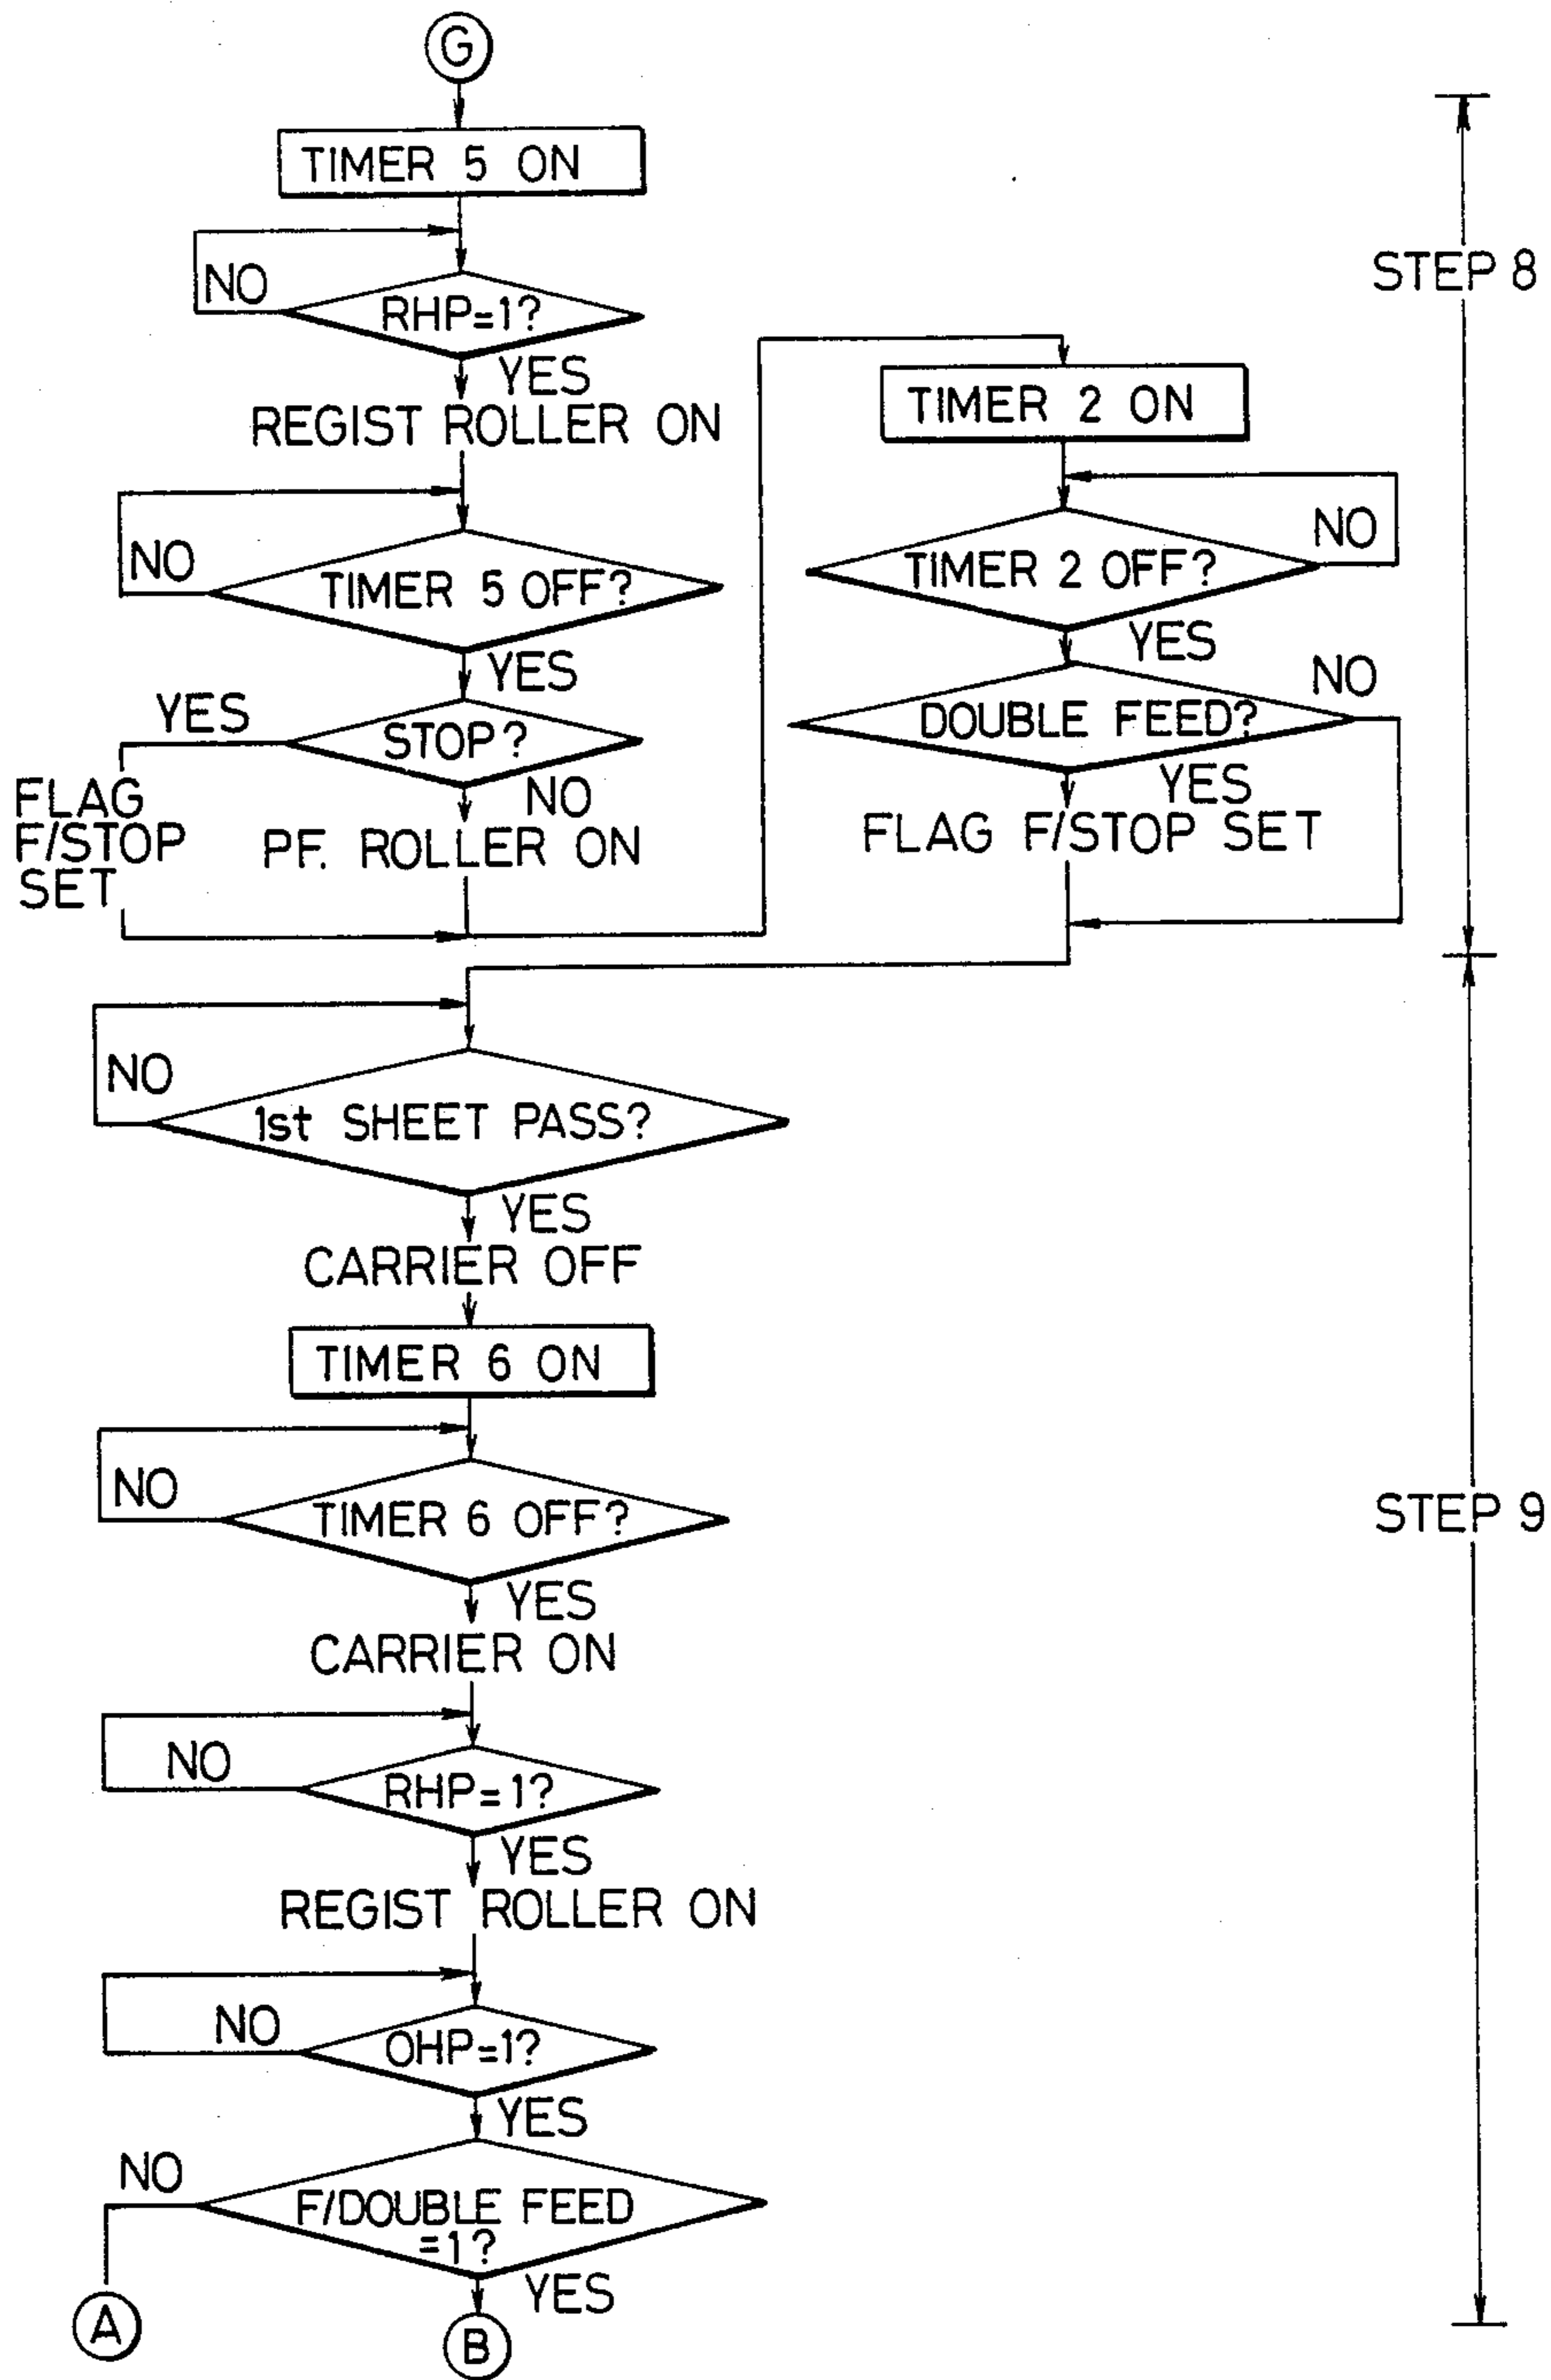 G
TIMER 5 ON
NO
RHP=1?
YES
REGIST ROLLER ON
NO
TIMER 5 OFF?
YES
YES
STOP?
NO
FLAG
F/STOP
SET
PF. ROLLER ON
TIMER 2 ON
NO
TIMER 2 OFF?
YES
NO
DOUBLE FEED?
YES
FLAG F/STOP SET
STEP 8
NO
1st SHEET PASS?
YES
CARRIER OFF
TIMER 6 ON
NO
TIMER 6 OFF?
YES
CARRIER ON
NO
RHP=1?
YES
REGIST ROLLER ON
NO
OHP=1?
YES
NO
F/DOUBLE FEED
=1?
YES
A
B
STEP 9